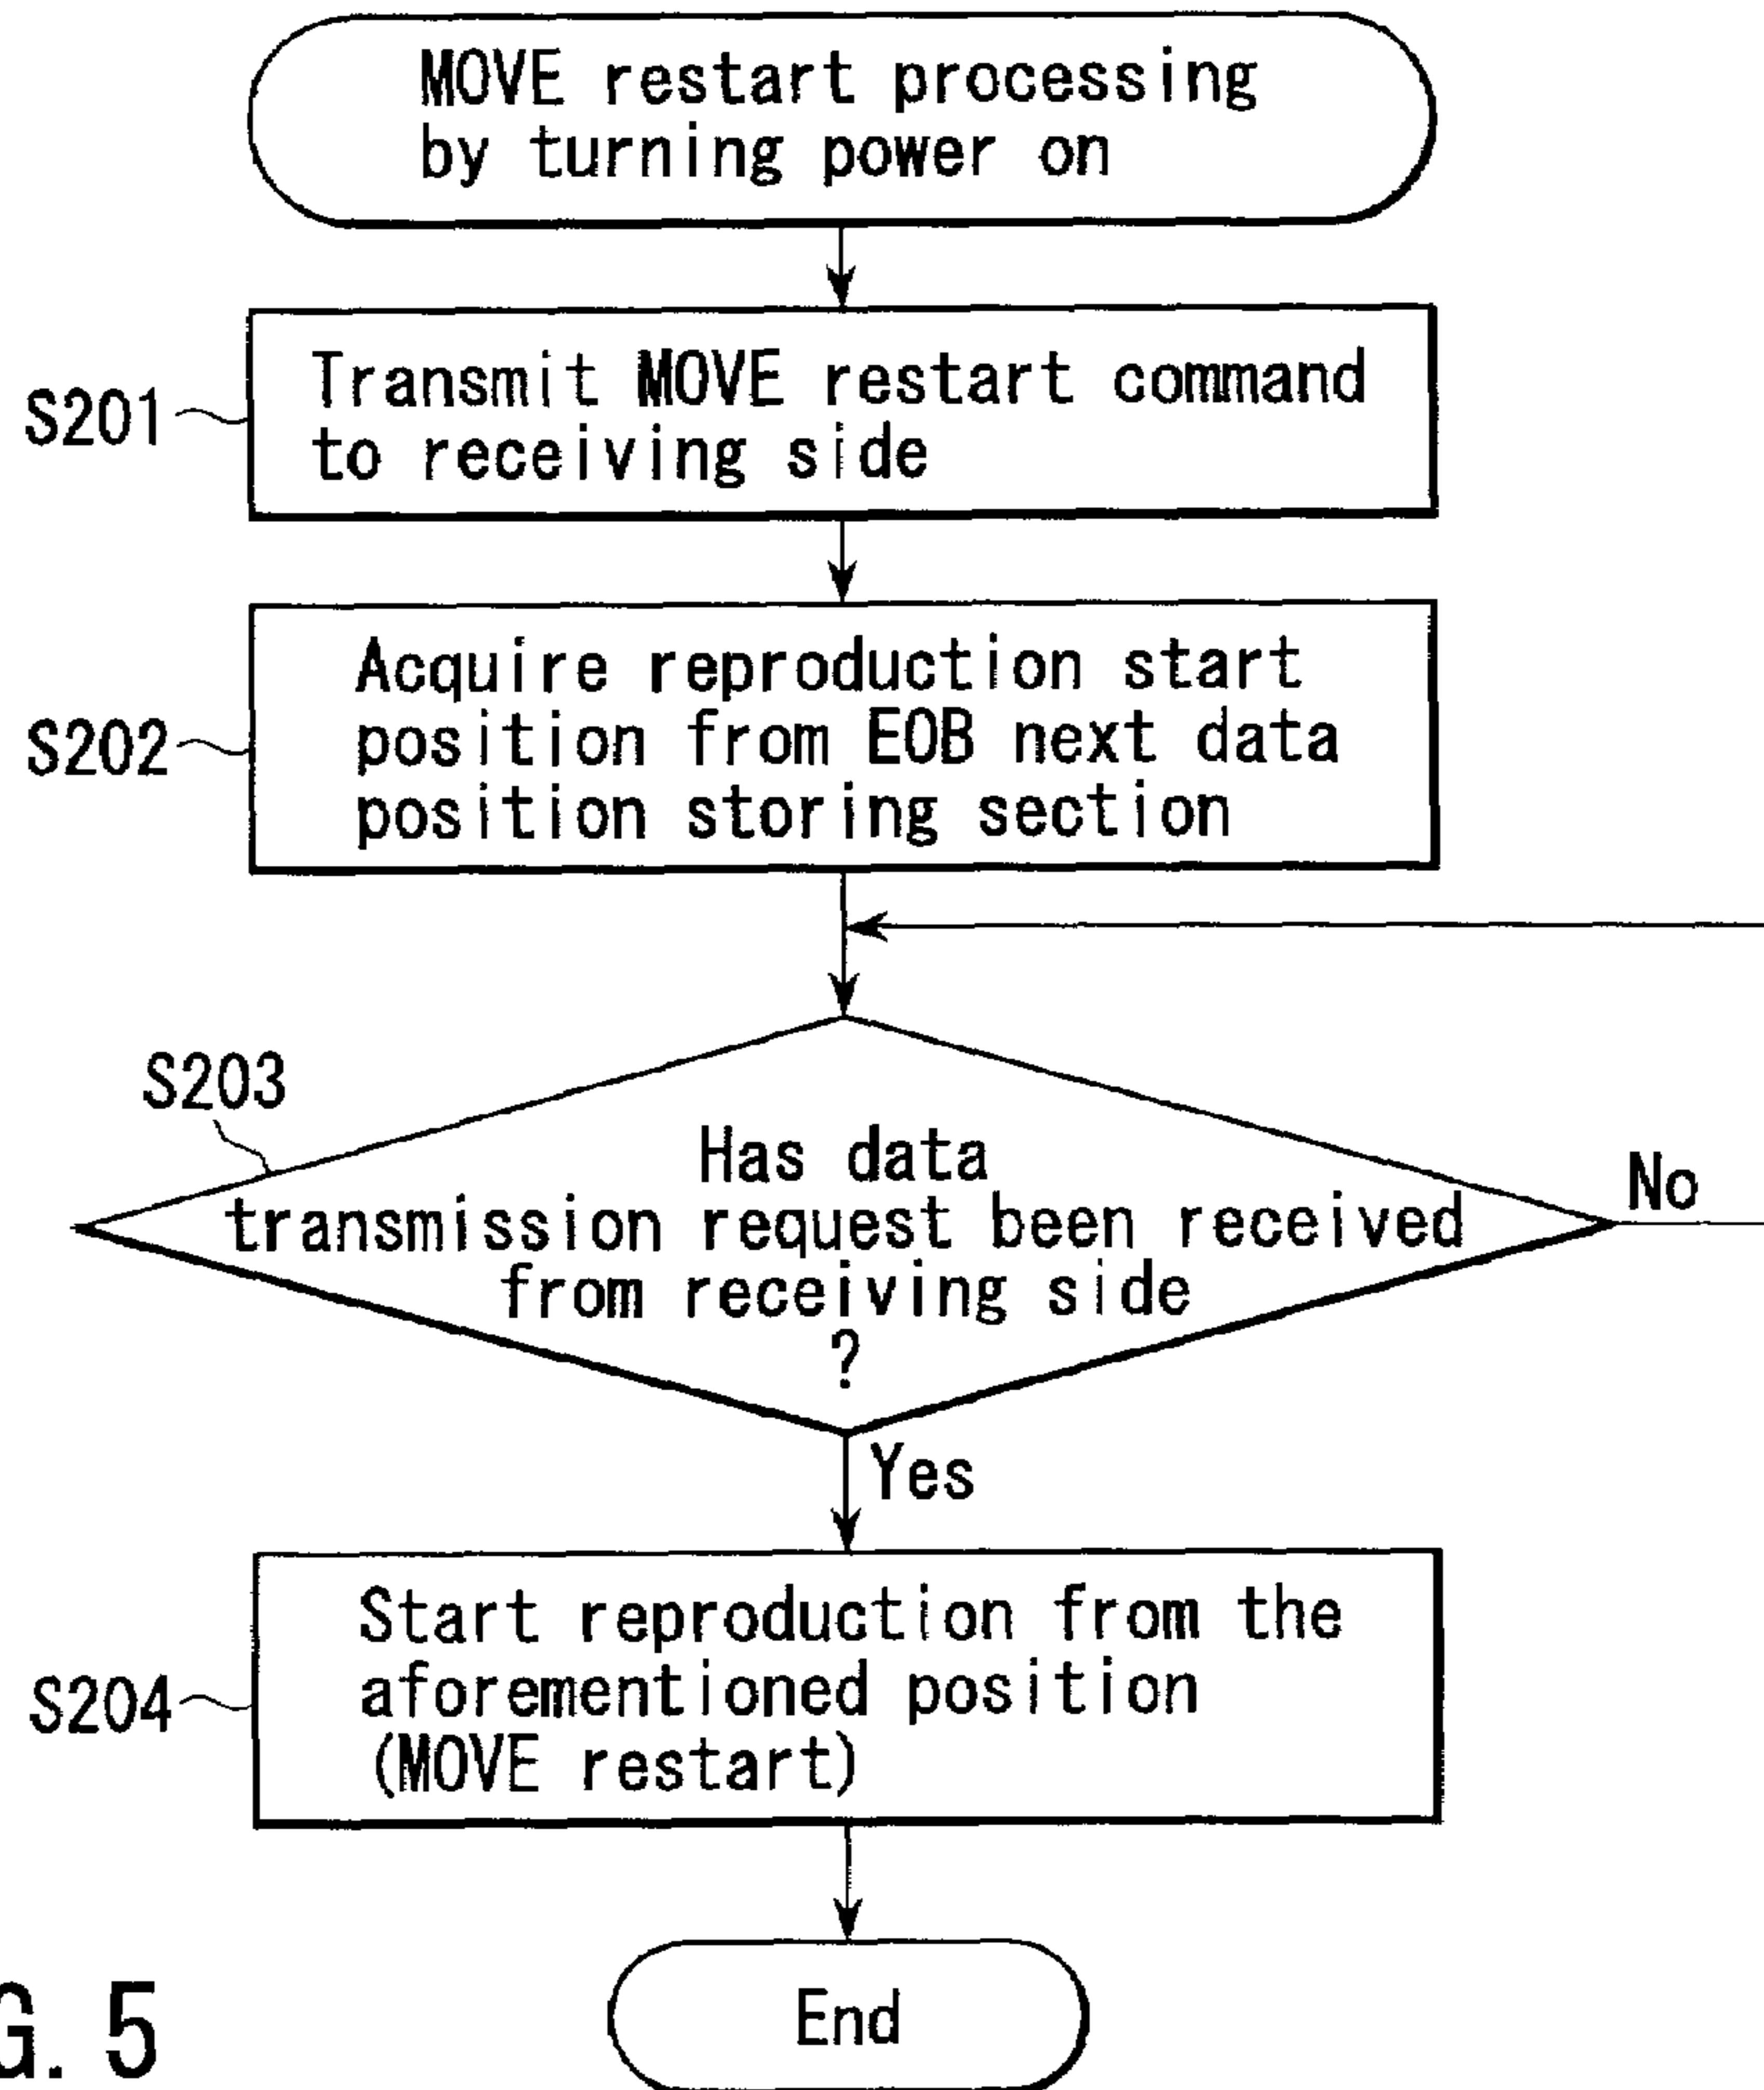 MOVE restart processing
by turning power on
S201
Transmit MOVE restart command
to receiving side
S202
Acquire reproduction start
position from EOB next data
position storing section
S203
Has data
transmission request been received
from receiving side
?
No
Yes
S204
Start reproduction from the
aforementioned position
(MOVE restart)
End
G. 5